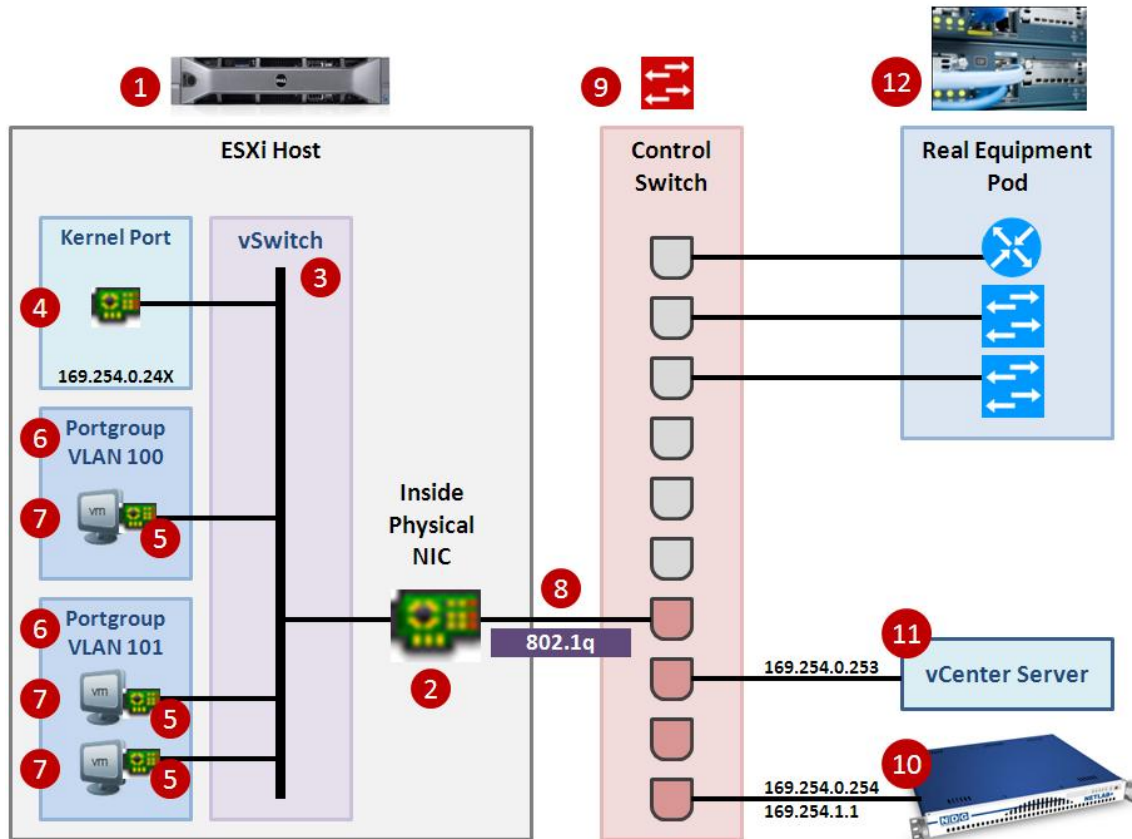 1
9
12
ESXi Host
Control
Switch
Real Equipment
Pod
Kernel Port
vSwitch
3
4
169.254.0.24X
6
Portgroup
VLAN 100
7
vm
5
Inside
Physical
NIC
8
802.1q
2
6
Portgroup
VLAN 101
7
vm
5
7
vm
5
11
169.254.0.253
vCenter Server
10
169.254.0.254
169.254.1.1
NDG
NETLAB+